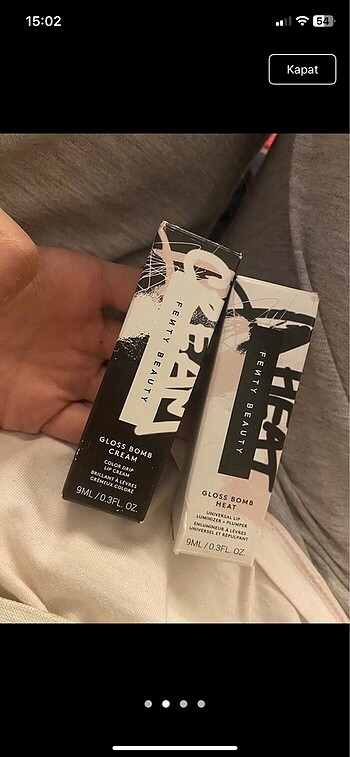 15:02
54
Kapat
CREAM
FENTY BEAUTY
GLOSS BOMB
CREAM
COLOR DRIP
LIP CREAM
BRILLANT À LÈVRES
CRÉMEUX COLORÉ
9ML / 0.3FL. OZ.
HEAT
FENTY BEAUTY
GLOSS BOMB
HEAT
UNIVERSAL LIP
LUMINIZER + PLUMPER
ENLUMINEUR À LÈVRES
UNIVERSEL ET REPULPANT
9ML / 0.3FL. OZ.